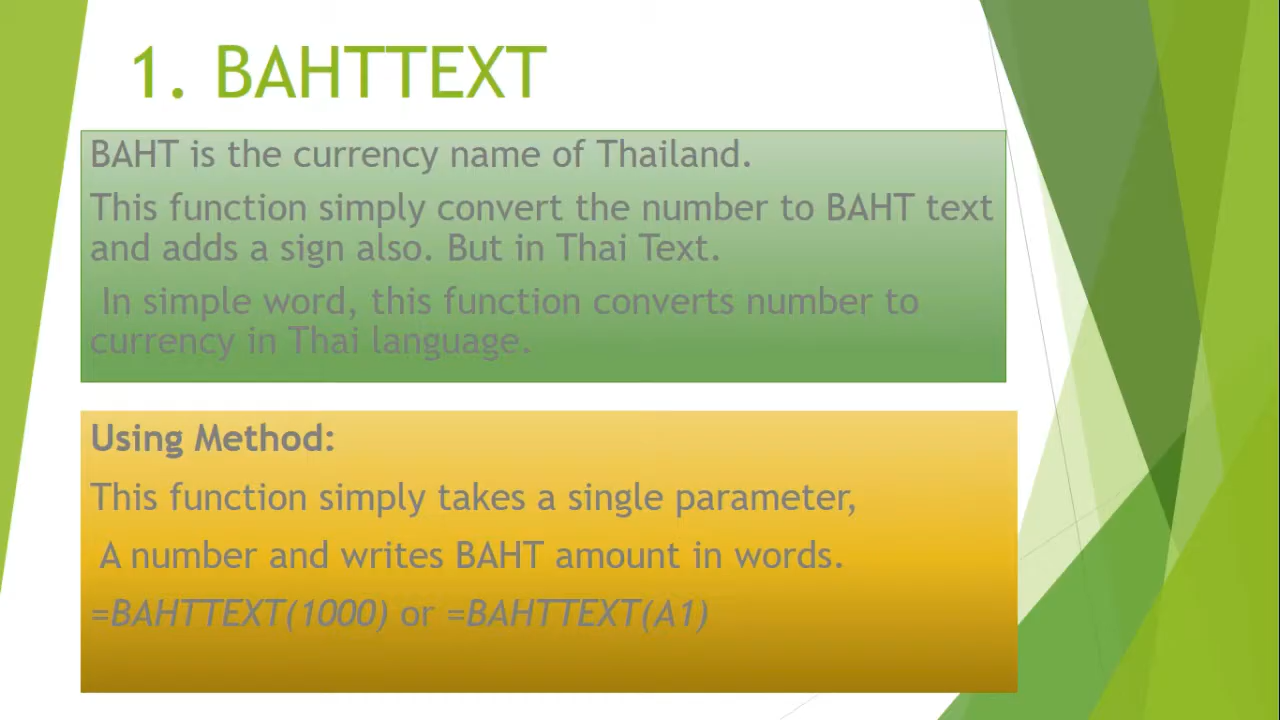 1. BAHTTEXT
BAHT is the currency name of Thailand.
This function simply convert the number to BAHT text
and adds a sign also. But in Thai Text.
In simple word, this function converts number to
currency in Thai language.
Using Method:
This function simply takes a single parameter,
A number and writes BAHT amount in words.
=BAHTTEXT(1000) or =BAHTTEXT(A1)